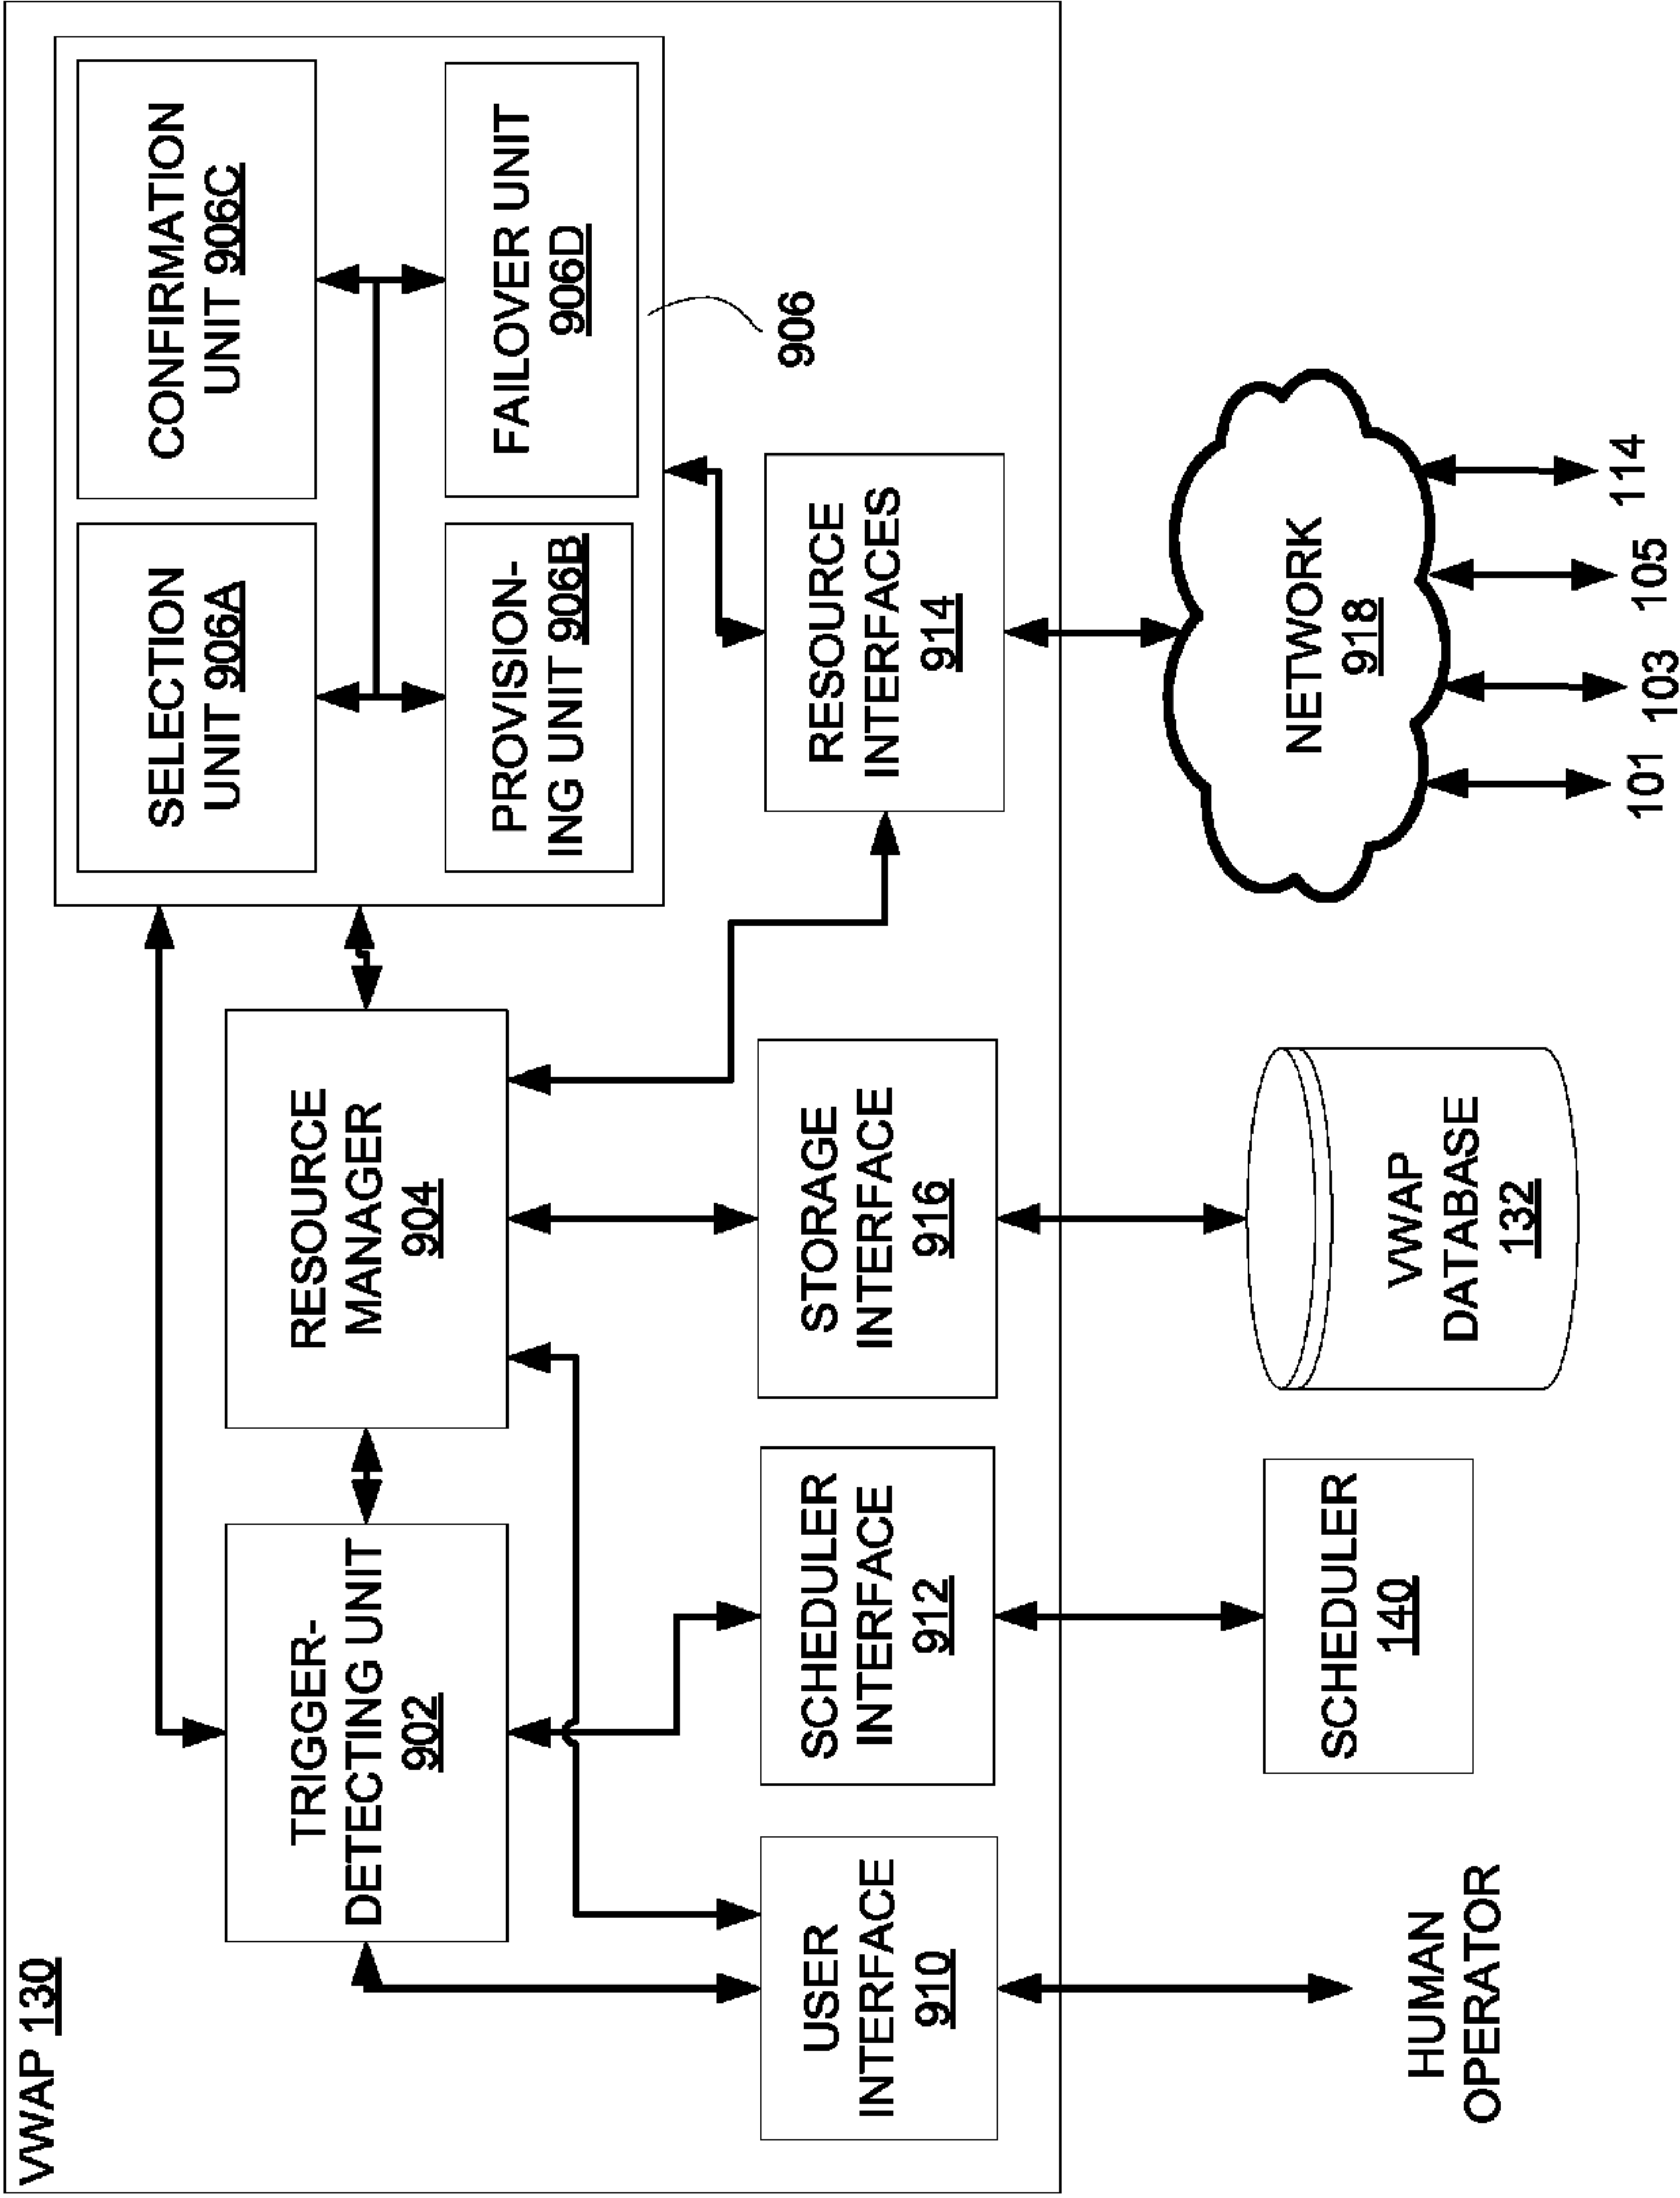 VWAP 130
TRIGGER-
DETECTING UNIT
902
RESOURCE
MANAGER
904
SELECTION
UNIT 906A
CONFIRMATION
UNIT 906C
PROVISION-
ING UNIT 906B
FAILOVER UNIT
906D
906
USER
INTERFACE
910
SCHEDULER
INTERFACE
912
STORAGE
INTERFACE
916
RESOURCE
INTERFACES
914
HUMAN
OPERATOR
SCHEDULER
140
VWAP
DATABASE
132
NETWORK
918
101
103
105
114